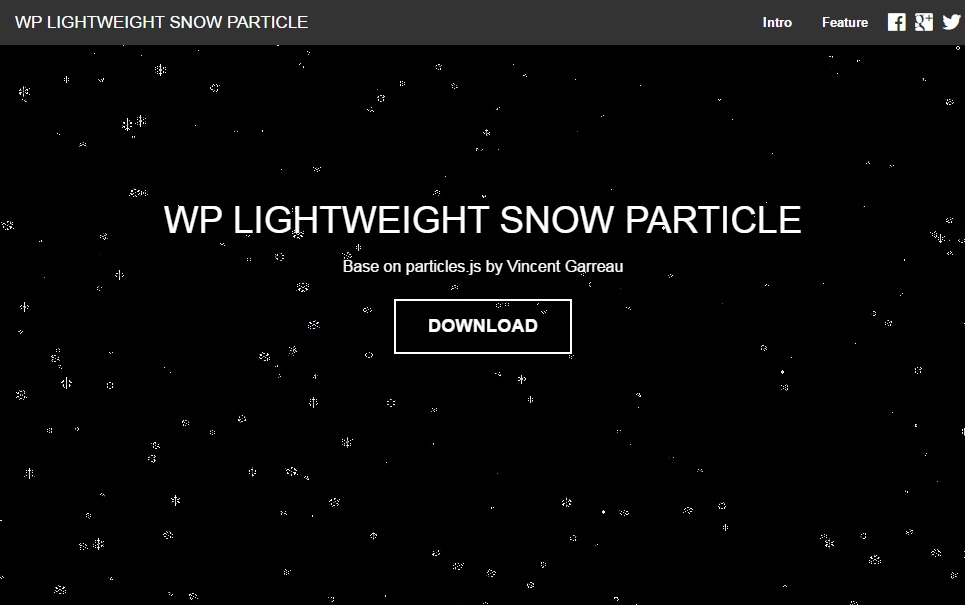 WP LIGHTWEIGHT SNOW PARTICLE
Intro Feature
WP LIGHTWEIGHT SNOW PARTICLE
Base on particles.js by Vincent Garreau
DOWNLOAD